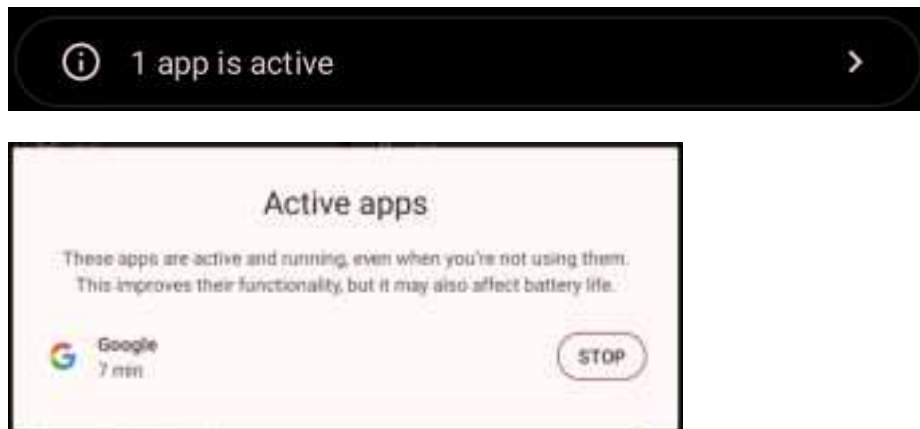 1 app is active
Active apps
These apps are active and running, even when you're not using them.
This improves their functionality, but it may also affect battery life.
Google
STOP
7 min